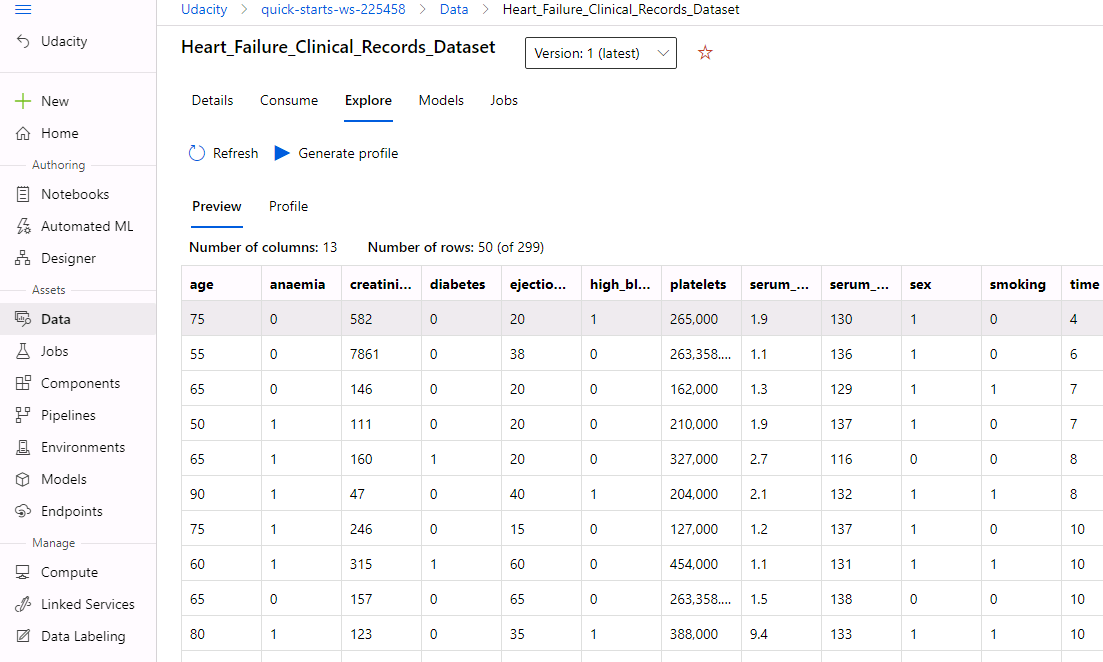 Udacity > quick-starts-ws-225458 > Data > Heart_Failure_Clinical_Records_Dataset
Udacity
New
Home
Authoring
Notebooks
Automated ML
Designer
Assets
Data
Jobs
Components
Pipelines
Environments
Models
Endpoints
Manage
Compute
Linked Services
Data Labeling
Heart_Failure_Clinical_Records_Dataset Version: 1 (latest)
Details Consume Explore Models Jobs
Refresh Generate profile
Preview Profile
Number of columns: 13 Number of rows: 50 (of 299)
age anaemia creatini... diabetes ejectio... high_bl... platelets serum_... serum_... sex smoking time
75 0 582 0 20 1 265,000 1.9 130 1 0 4
55 0 7861 0 38 0 263,358.... 1.1 136 1 0 6
65 0 146 0 20 0 162,000 1.3 129 1 1 7
50 1 111 0 20 0 210,000 1.9 137 1 0 7
65 1 160 1 20 0 327,000 2.7 116 0 0 8
90 1 47 0 40 1 204,000 2.1 132 1 1 8
75 1 246 0 15 0 127,000 1.2 137 1 0 10
60 1 315 1 60 0 454,000 1.1 131 1 1 10
65 0 157 0 65 0 263,358.... 1.5 138 0 0 10
80 1 123 0 35 1 388,000 9.4 133 1 1 10